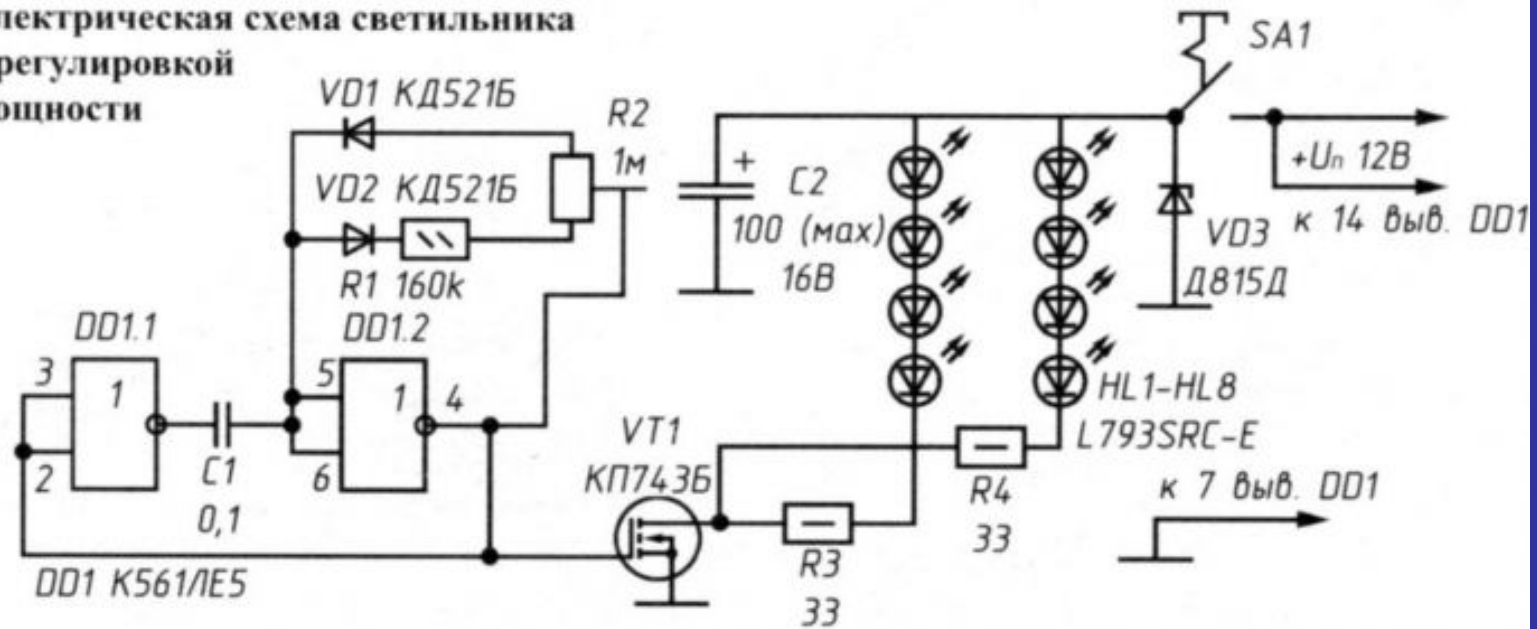 лектрическая схема светильника
регулировкой
ощности
VD1 КД521Б
R2
1м
VD2 КД521Б
R1 160k
SA1
+
C2
100 (мах)
16В
+Uп 12В
к 14 выв. DD1
VD3
Д815Д
DD1.1
3
1
2
C1
0,1
DD1.2
5
1
4
6
DD1 К561ЛЕ5
VT1
КП743Б
R3
33
R4
33
HL1-HL8
L793SRC-E
к 7 выв. DD1